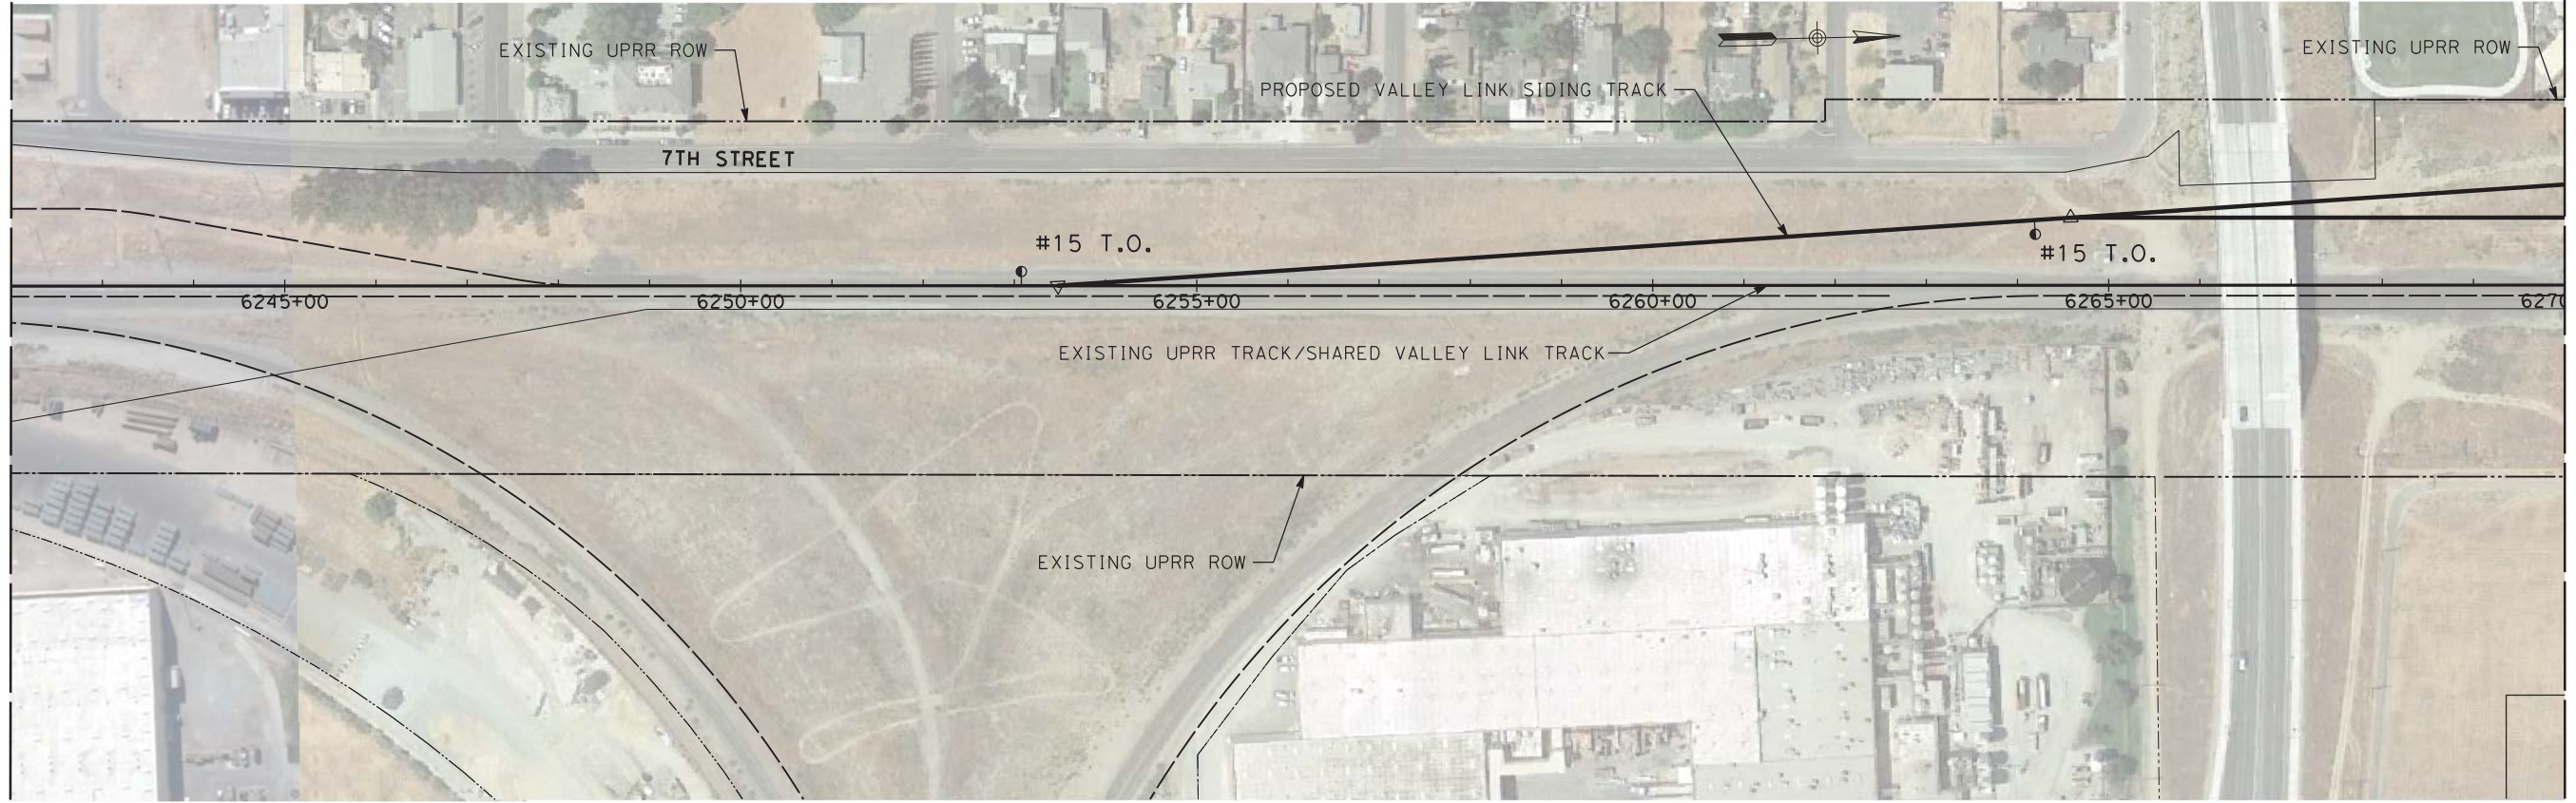 EXISTING UPRR ROW
EXISTING UPRR ROW
PROPOSED VALLEY LINK SIDING TRACK
7TH STREET
#15 T.O.
#15 T.O.
6245+00
6250+00
6255+00
6260+00
6265+00
6270
EXISTING UPRR TRACK/SHARED VALLEY LINK TRACK
EXISTING UPRR ROW